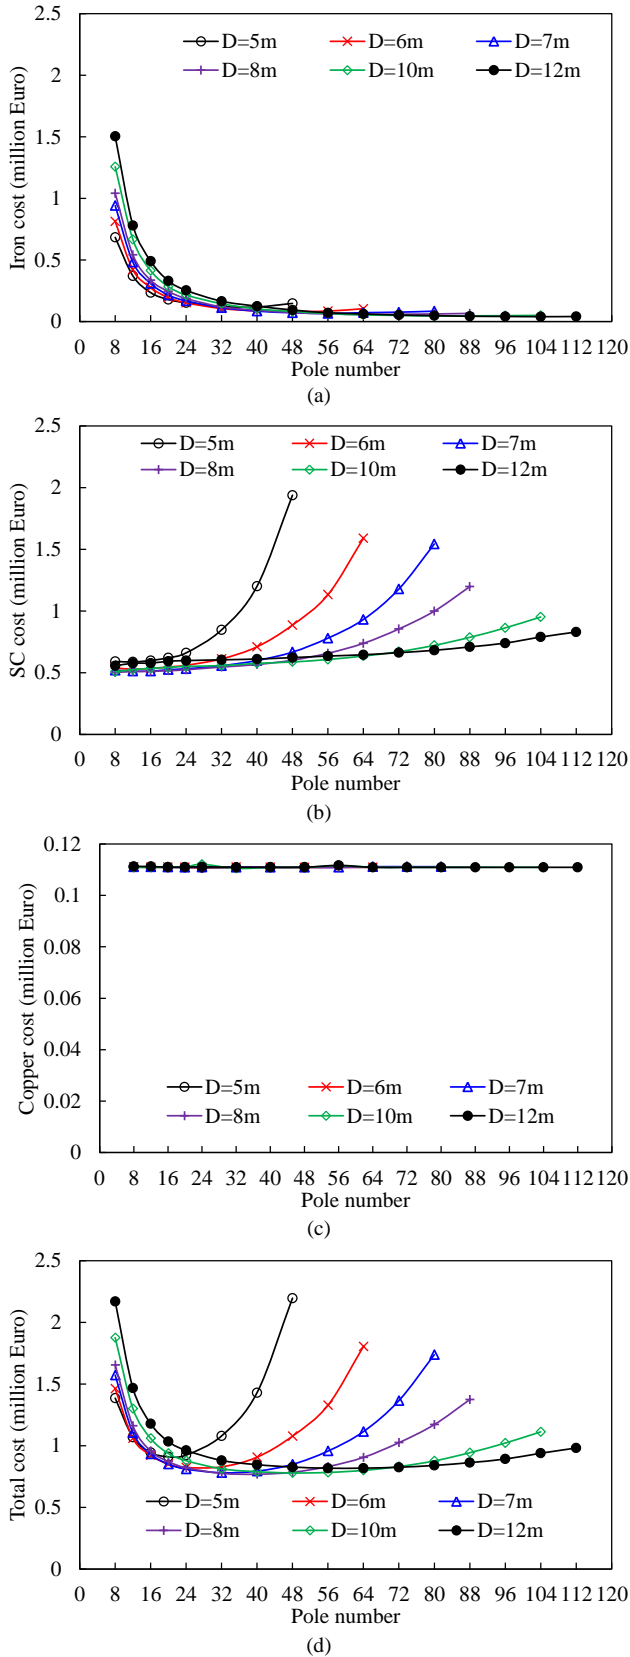 2.5
2
1.5
1
0.5
0
Iron cost (million Euro)
D=5m D=6m D=7m
D=8m D=10m D=12m
0 8 16 24 32 40 48 56 64 72 80 88 96 104 112 120
Pole number
(a)
2.5
2
1.5
1
0.5
0
SC cost (million Euro)
D=5m D=6m D=7m
D=8m D=10m D=12m
0 8 16 24 32 40 48 56 64 72 80 88 96 104 112 120
Pole number
(b)
0.12
0.1
0.08
0.06
0.04
0.02
0
Copper cost (million Euro)
D=5m D=6m D=7m
D=8m D=10m D=12m
0 8 16 24 32 40 48 56 64 72 80 88 96 104 112 120
Pole number
(c)
2.5
2
1.5
1
0.5
0
Total cost (million Euro)
D=5m D=6m D=7m
D=8m D=10m D=12m
0 8 16 24 32 40 48 56 64 72 80 88 96 104 112 120
Pole number
(d)